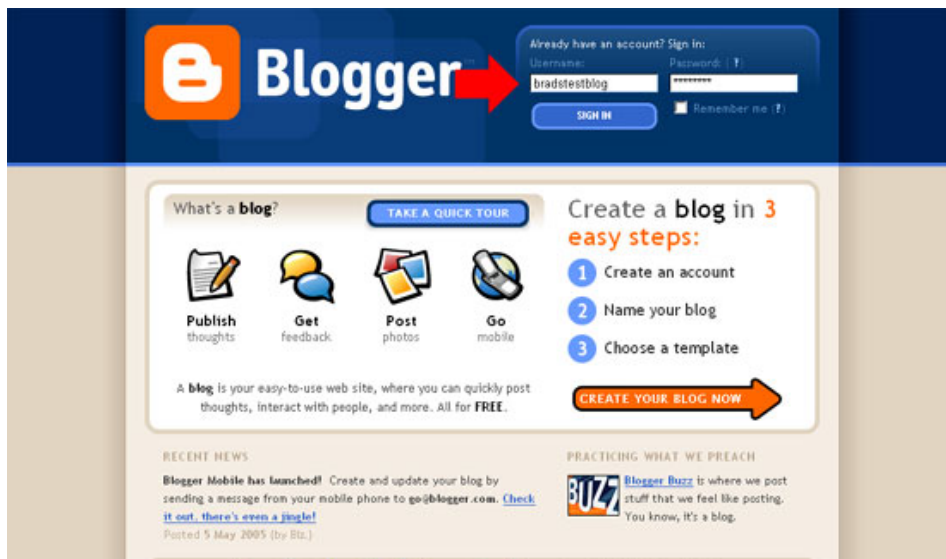 Blogger™
Already have an account? Sign in:
Username: Password: (?)
bradstestblog ********
SIGN IN Remember me (?)
What's a blog? TAKE A QUICK TOUR
Publish thoughts
Get feedback
Post photos
Go mobile
A blog is your easy-to-use web site, where you can quickly post
thoughts, interact with people, and more. All for FREE.
Create a blog in 3
easy steps:
1 Create an account
2 Name your blog
3 Choose a template
CREATE YOUR BLOG NOW
RECENT NEWS
Blogger Mobile has launched! Create and update your blog by
sending a message from your mobile phone to go@blogger.com. Check
it out, there's even a jingle!
Posted 5 May 2005 (by Biz.)
PRACTICING WHAT WE PREACH
BUZZ
Blogger Buzz is where we post
stuff that we feel like posting.
You know, it's a blog.